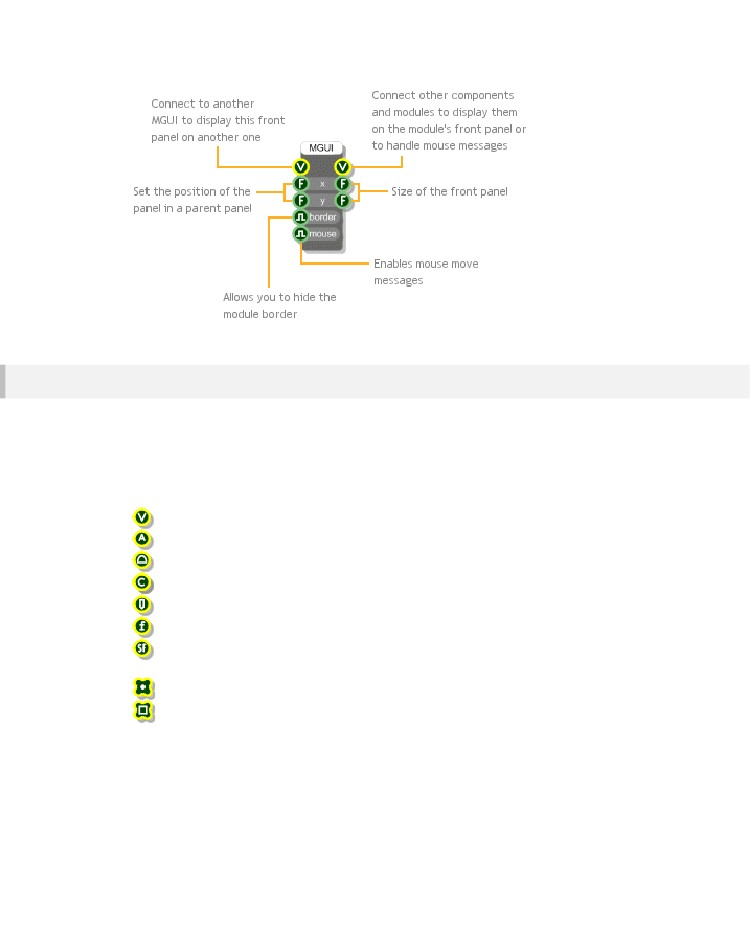 Connect to another
MGUI to display this front
panel on another one
Connect other components
and modules to display them
on the module's front panel or
to handle mouse messages
MGUI
V V
F x F
F y F
border
mouse
Set the position of the
panel in a parent panel
Size of the front panel
Enables mouse move
messages
Allows you to hide the
module border
V
A
C
f
Sf